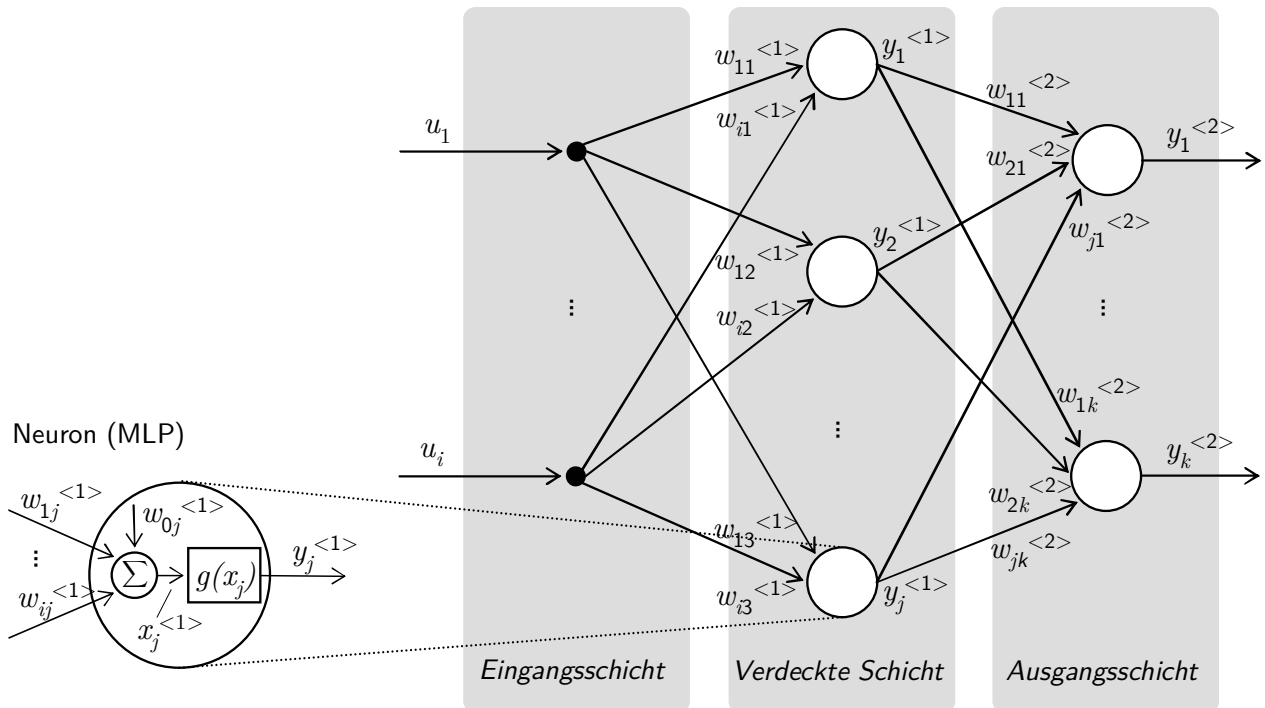 w₁₁<1>
y₁<1>
w₁₁<2>
wᵢ₁<1>
u₁
w₂₁<2>
y₁<2>
wⱼ₁<2>
y₂<1>
w₁₂<1>
...
...
wᵢ₂<1>
w₁ₖ<2>
...
Neuron (MLP)
uᵢ
yₖ<2>
w₁ⱼ<1>
w₀ⱼ<1>
w₁₃<1>
w₂ₖ<2>
...
Σ
g(xⱼ)
yⱼ<1>
wⱼₖ<2>
wᵢⱼ<1>
xⱼ<1>
wᵢ₃<1>
yⱼ<1>
Eingangsschicht
Verdeckte Schicht
Ausgangsschicht